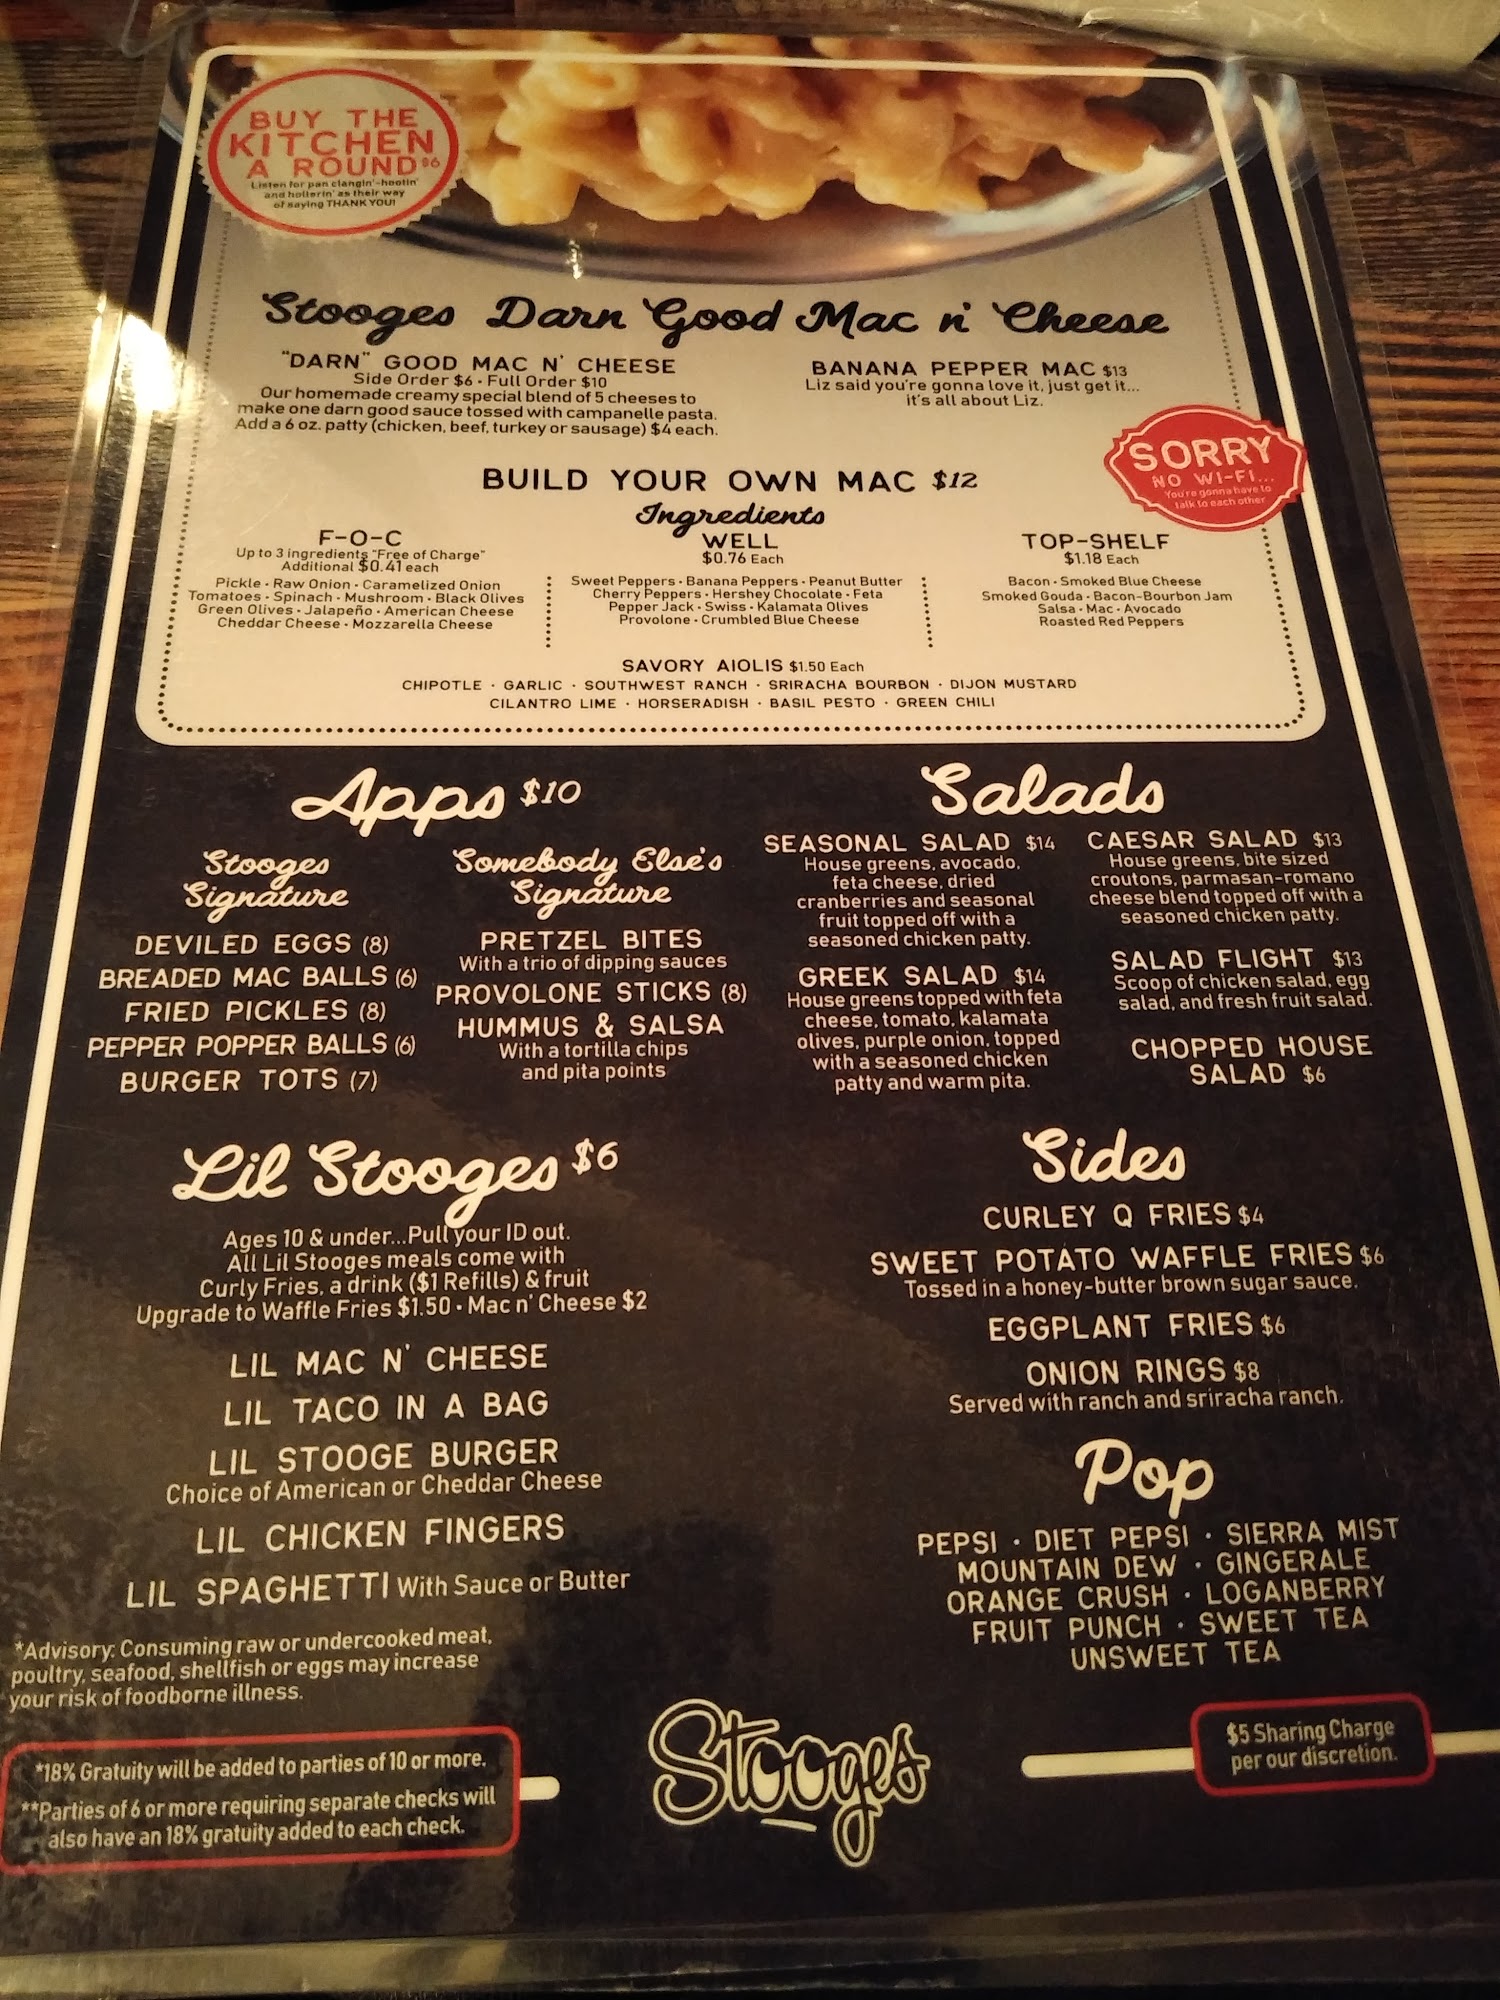 BUY THE
KITCHEN
A ROUND $6
Listen for pan clangin'-hootin'
and hollerin' as their way
of saying THANK YOU!
Stooges Darn Good Mac n' Cheese
"DARN" GOOD MAC N' CHEESE
Side Order $6 • Full Order $10
Our homemade creamy special blend of 5 cheeses to
make one darn good sauce tossed with campanelle pasta.
Add a 6 oz. patty (chicken, beef, turkey or sausage) $4 each.
BANANA PEPPER MAC $13
Liz said you're gonna love it, just get it...
it's all about Liz.
SORRY
NO WI-FI...
You're gonna have to
talk to each other
BUILD YOUR OWN MAC $12
Ingredients
F-O-C
Up to 3 ingredients "Free of Charge"
Additional $0.41 each
Pickle • Raw Onion • Caramelized Onion
Tomatoes • Spinach • Mushroom • Black Olives
Green Olives • Jalapeño • American Cheese
Cheddar Cheese • Mozzarella Cheese
WELL
$0.76 Each
Sweet Peppers • Banana Peppers • Peanut Butter
Cherry Peppers • Hershey Chocolate • Feta
Pepper Jack • Swiss • Kalamata Olives
Provolone • Crumbled Blue Cheese
TOP-SHELF
$1.18 Each
Bacon • Smoked Blue Cheese
Smoked Gouda • Bacon-Bourbon Jam
Salsa • Mac • Avocado
Roasted Red Peppers
SAVORY AIOLIS $1.50 Each
CHIPOTLE • GARLIC • SOUTHWEST RANCH • SRIRACHA BOURBON • DIJON MUSTARD
CILANTRO LIME • HORSERADISH • BASIL PESTO • GREEN CHILI
Apps $10
Stooges
Signature
DEVILED EGGS (8)
BREADED MAC BALLS (6)
FRIED PICKLES (8)
PEPPER POPPER BALLS (6)
BURGER TOTS (7)
Somebody Else's
Signature
PRETZEL BITES
With a trio of dipping sauces
PROVOLONE STICKS (8)
HUMMUS & SALSA
With a tortilla chips
and pita points
Salads
SEASONAL SALAD $14
House greens, avocado,
feta cheese, dried
cranberries and seasonal
fruit topped off with a
seasoned chicken patty.
GREEK SALAD $14
House greens topped with feta
cheese, tomato, kalamata
olives, purple onion, topped
with a seasoned chicken
patty and warm pita.
CAESAR SALAD $13
House greens, bite sized
croutons, parmasan-romano
cheese blend topped off with a
seasoned chicken patty.
SALAD FLIGHT $13
Scoop of chicken salad, egg
salad, and fresh fruit salad.
CHOPPED HOUSE
SALAD $6
Lil Stooges $6
Ages 10 & under...Pull your ID out.
All Lil Stooges meals come with
Curly Fries, a drink ($1 Refills) & fruit
Upgrade to Waffle Fries $1.50 • Mac n' Cheese $2
LIL MAC N' CHEESE
LIL TACO IN A BAG
LIL STOOGE BURGER
Choice of American or Cheddar Cheese
LIL CHICKEN FINGERS
LIL SPAGHETTI With Sauce or Butter
Sides
CURLEY Q FRIES $4
SWEET POTATO WAFFLE FRIES $6
Tossed in a honey-butter brown sugar sauce.
EGGPLANT FRIES $6
ONION RINGS $8
Served with ranch and sriracha ranch.
Pop
PEPSI • DIET PEPSI • SIERRA MIST
MOUNTAIN DEW • GINGERALE
ORANGE CRUSH • LOGANBERRY
FRUIT PUNCH • SWEET TEA
UNSWEET TEA
*Advisory: Consuming raw or undercooked meat,
poultry, seafood, shellfish or eggs may increase
your risk of foodborne illness.
*18% Gratuity will be added to parties of 10 or more.
**Parties of 6 or more requiring separate checks will
also have an 18% gratuity added to each check.
Stooges
$5 Sharing Charge
per our discretion.